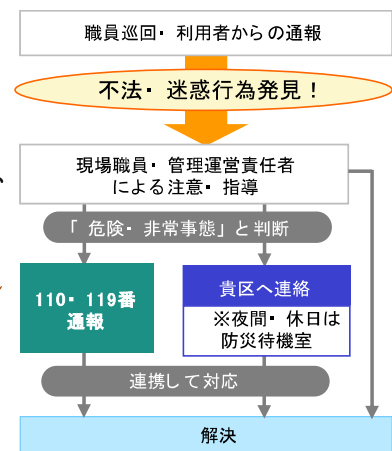 職員巡回・利用者からの通報
不法・迷惑行為発見！
現場職員・管理運営責任者
による注意・指導
「危険・非常事態」と判断
110・119番
通報
貴区へ連絡
※夜間・休日は
防災待機室
連携して対応
解決